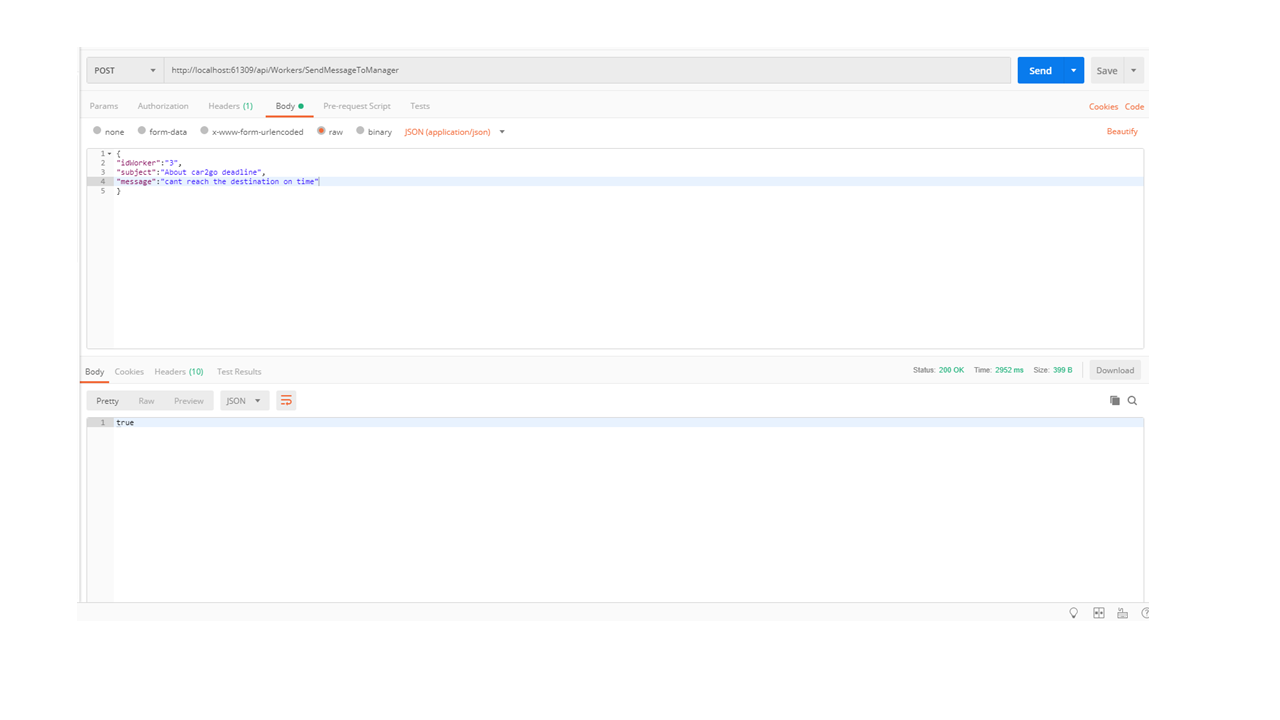 POST http://localhost:61309/api/Workers/SendMessageToManager Send Save
Params Authorization Headers (1) Body Pre-request Script Tests Cookies Code
none form-data x-www-form-urlencoded raw binary JSON (application/json) Beautify
1 {
2 "idWorker":"3",
3 "subject":"About car2go deadline",
4 "message":"cant reach the destination on time"
5 }
Body Cookies Headers (10) Test Results Status: 200 OK Time: 2952 ms Size: 399 B Download
Pretty Raw Preview JSON
1 true